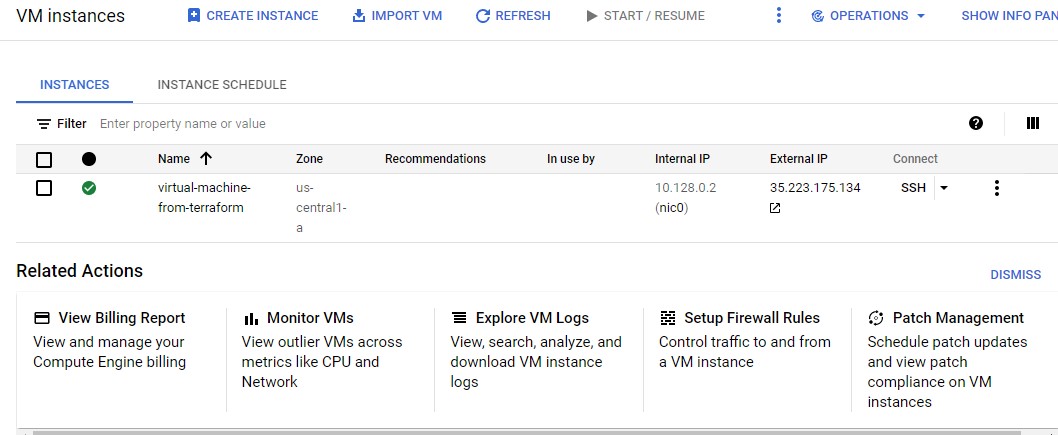 VM instances CREATE INSTANCE IMPORT VM REFRESH START / RESUME OPERATIONS SHOW INFO PAN
INSTANCES INSTANCE SCHEDULE
Filter Enter property name or value
Name Zone Recommendations In use by Internal IP External IP Connect
virtual-machine- us- 10.128.0.2 35.223.175.134 SSH
from-terraform central1- (nic0)
a
Related Actions
DISMISS
View Billing Report Monitor VMs Explore VM Logs Setup Firewall Rules Patch Management
View and manage your View outlier VMs across View, search, analyze, and Control traffic to and from Schedule patch updates
Compute Engine billing metrics like CPU and download VM instance a VM instance and view patch
Network logs compliance on VM
instances